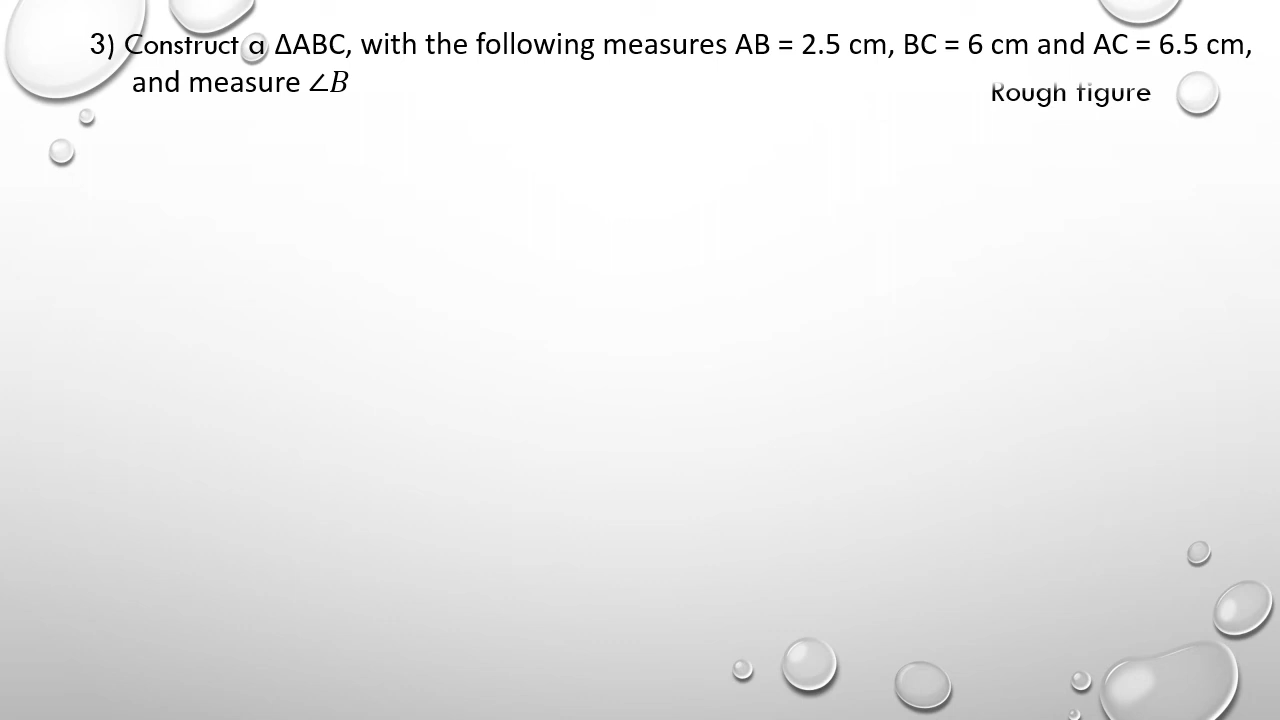 3) Construct a ΔABC, with the following measures AB = 2.5 cm, BC = 6 cm and AC = 6.5 cm,
and measure ∠B
Rough figure